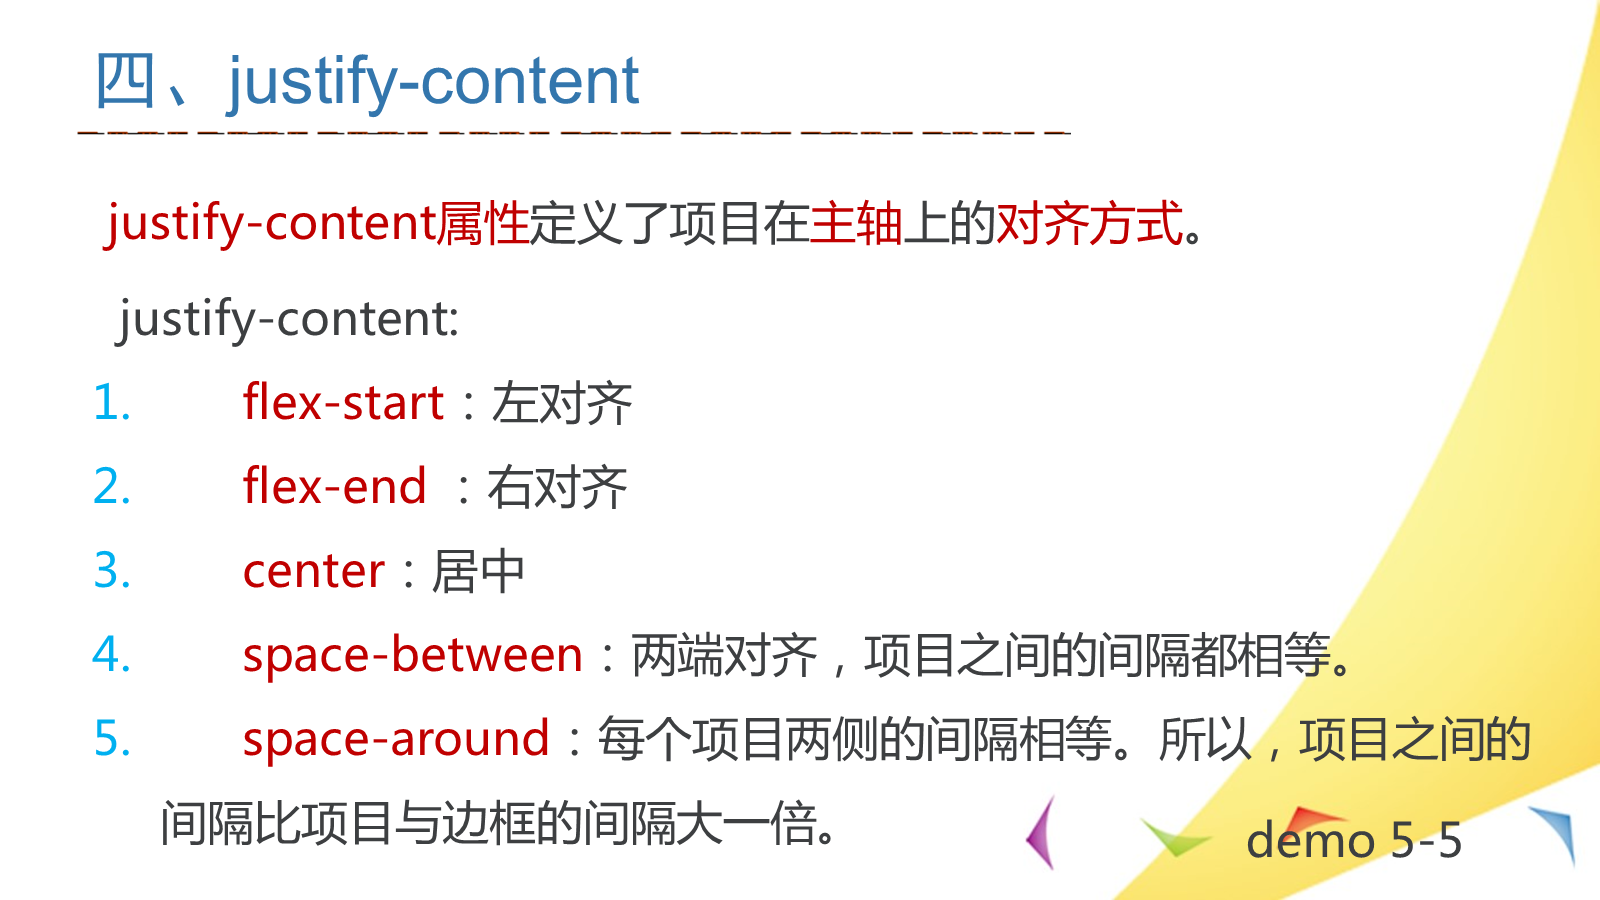 四、justify-content
justify-content属性定义了项目在主轴上的对齐方式。
justify-content:
1. flex-start：左对齐
2. flex-end ：右对齐
3. center：居中
4. space-between：两端对齐，项目之间的间隔都相等。
5. space-around：每个项目两侧的间隔相等。所以，项目之间的
间隔比项目与边框的间隔大一倍。
demo 5-5